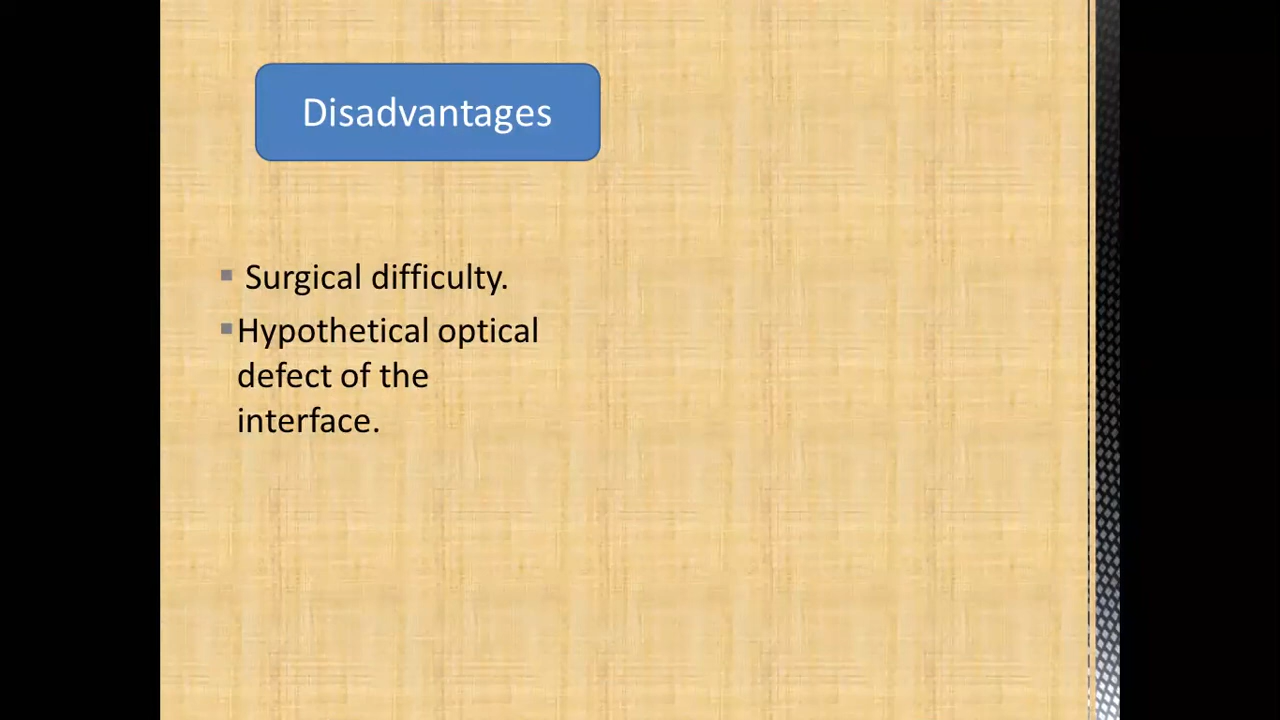 Disadvantages
Surgical difficulty.
Hypothetical optical
defect of the
interface.